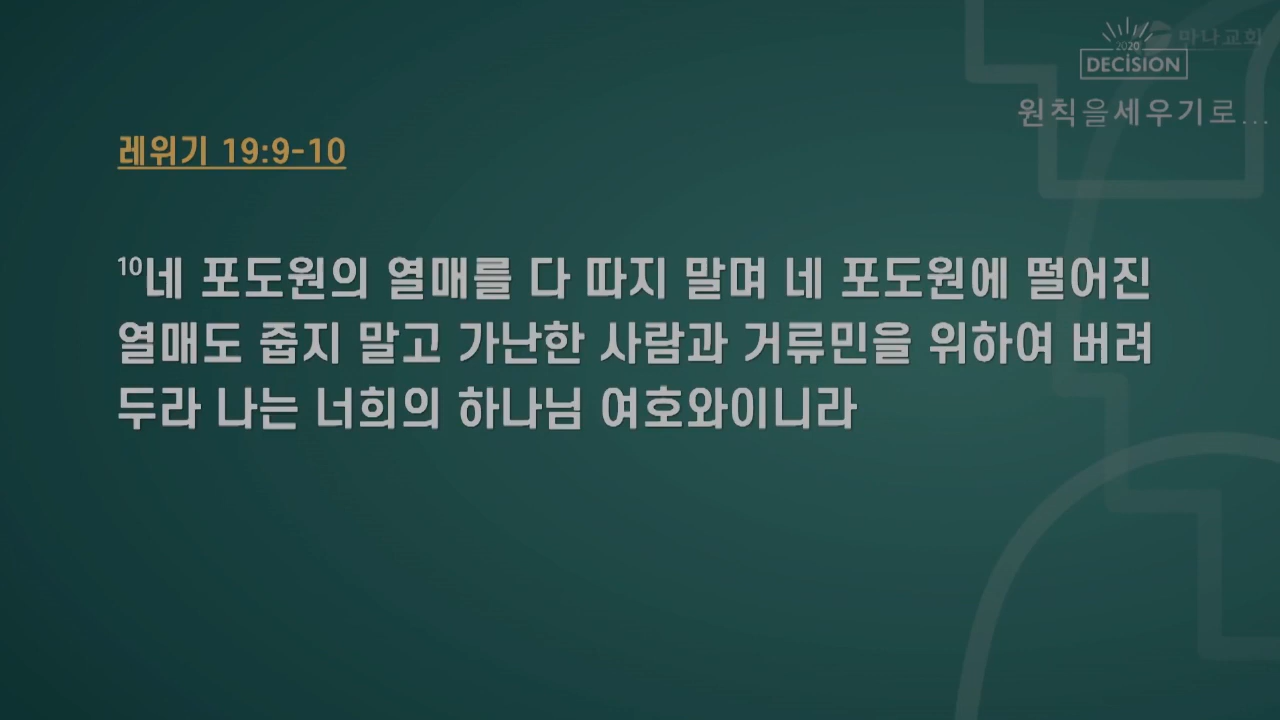 마나교회
2020
DECİSION
원칙을세우기로...
레위기 19:9-10
10네 포도원의 열매를 다 따지 말며 네 포도원에 떨어진
열매도 줍지 말고 가난한 사람과 거류민을 위하여 버려
두라 나는 너희의 하나님 여호와이니라